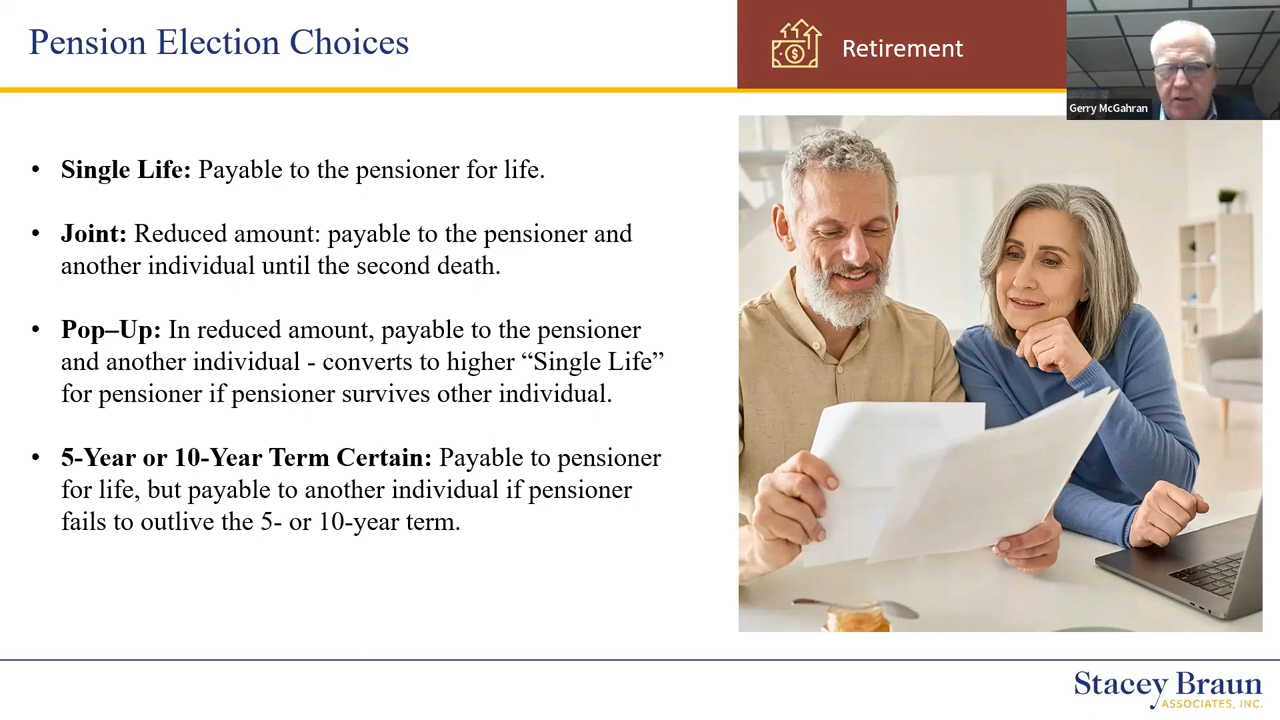 Pension Election Choices
Retirement
Gerry McGahran
• Single Life: Payable to the pensioner for life.
• Joint: Reduced amount: payable to the pensioner and
another individual until the second death.
• Pop–Up: In reduced amount, payable to the pensioner
and another individual - converts to higher “Single Life”
for pensioner if pensioner survives other individual.
• 5-Year or 10-Year Term Certain: Payable to pensioner
for life, but payable to another individual if pensioner
fails to outlive the 5- or 10-year term.
Stacey Braun
ASSOCIATES, INC.